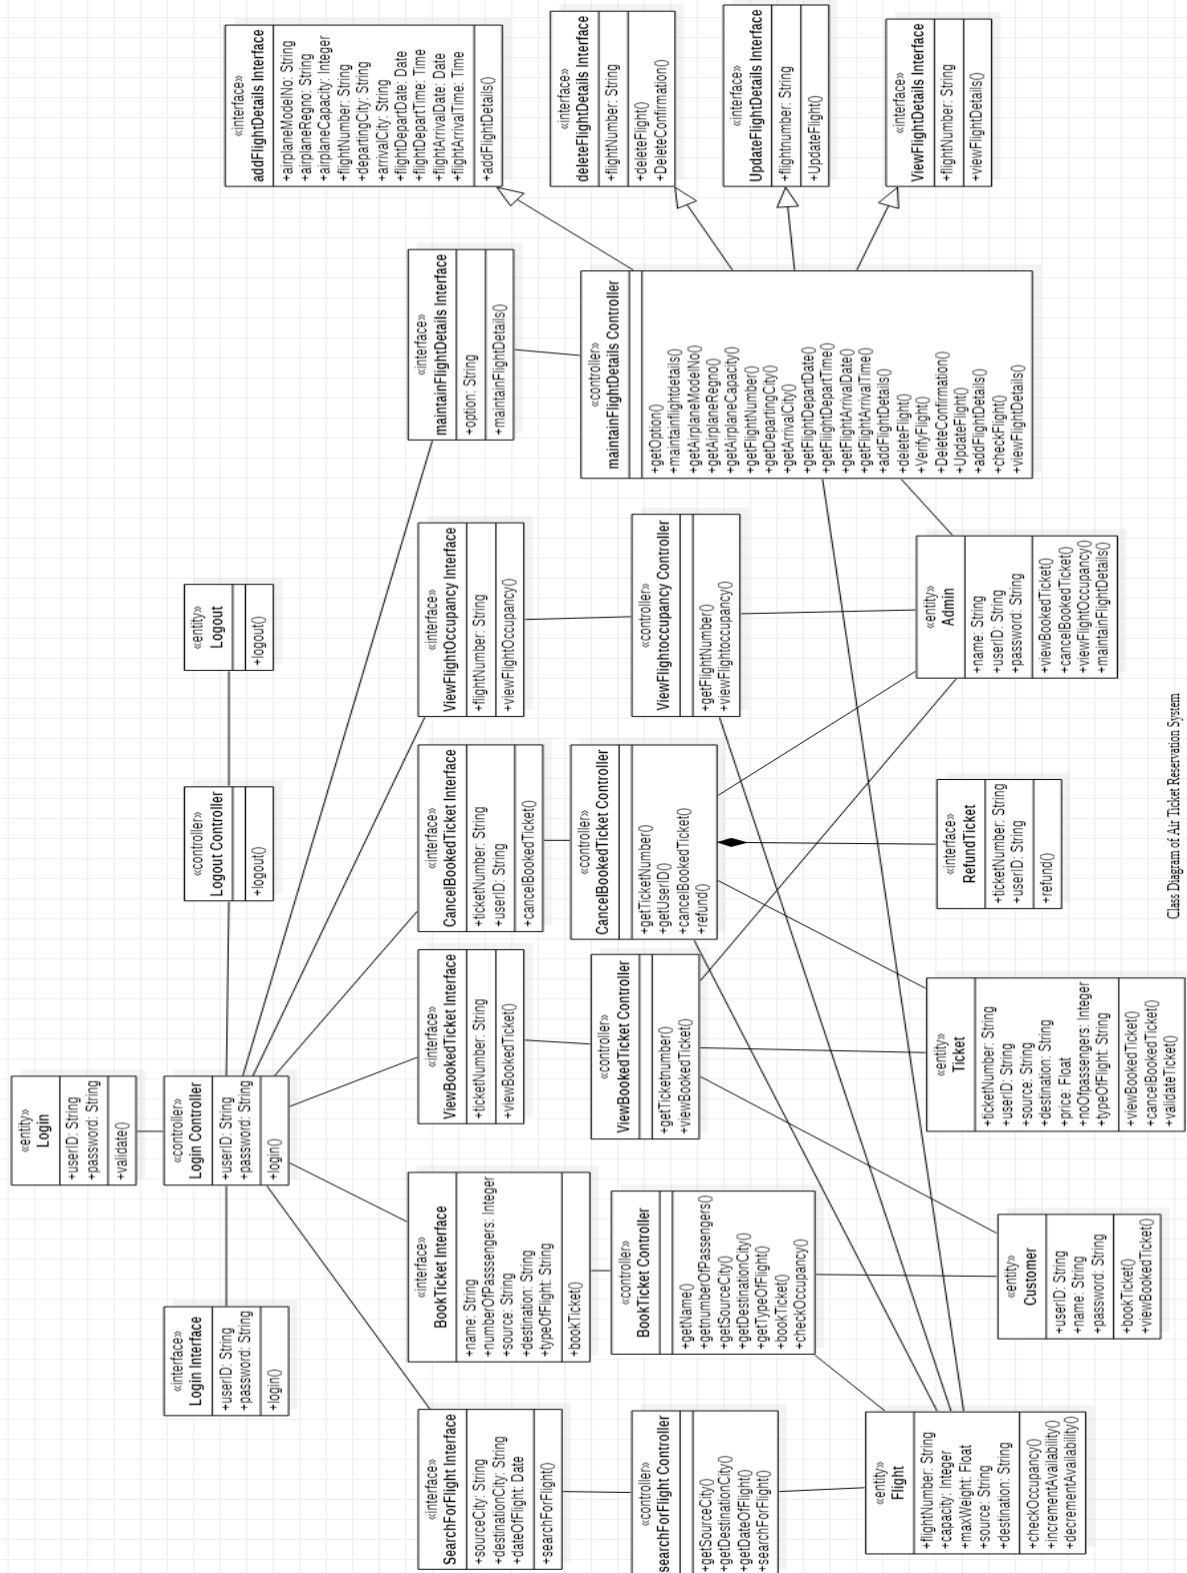 «entity»
Login
+userID: String
+password: String
+validate()
«interface»
Login Interface
+userID: String
+password: String
+login()
«controller»
Login Controller
+userID: String
+password: String
+login()
«controller»
Logout Controller
+logout()
«entity»
Logout
+logout()
«interface»
SearchForFlight Interface
+sourceCity: String
+destinationCity: String
+dateOfFlight: Date
+searchForFlight()
«interface»
BookTicket Interface
+name: String
+numberOfPasssengers: Integer
+source: String
+destination: String
+typeOfFlight: String
+bookTicket()
«interface»
ViewBookedTicket Interface
+ticketNumber: String
+viewBookedTicket()
«interface»
CancelBookedTicket Interface
+ticketNumber: String
+userID: String
+cancelBookedTicket()
«interface»
ViewFlightOccupancy Interface
+flightNumber: String
+viewFlightOccupancy()
«interface»
maintainFlightDetails Interface
+option: String
+maintainFlightDetails()
«interface»
addFlightDetails Interface
+airplaneModelNo: String
+airplaneRegno: String
+airplaneCapacity: Integer
+flightNumber: String
+departingCity: String
+arrivalCity: String
+flightDepartDate: Date
+flightDepartTime: Time
+flightArrivalDate: Date
+flightArrivalTime: Time
+addFlightDetails()
«interface»
deleteFlightDetails Interface
+flightNumber: String
+deleteFlight()
+DeleteConfirmation()
«interface»
UpdateFlightDetails Interface
+flightnumber: String
+UpdateFlight()
«interface»
ViewFlightDetails Interface
+flightNumber: String
+viewFlightDetails()
«controller»
searchForFlight Controller
+getSourceCity()
+getDestinationCity()
+getDateOfFlight()
+searchForFlight()
«controller»
BookTicket Controller
+getName()
+getnumberOfPassengers()
+getSourceCity()
+getDestinationCity()
+getTypeOfFlight()
+bookTicket()
+checkOccupancy()
«controller»
ViewBookedTicket Controller
+getTicketnumber()
+viewBookedTicket()
«controller»
CancelBookedTicket Controller
+getTicketNumber()
+getUserID()
+cancelBookedTicket()
+refund()
«controller»
ViewFlightoccupancy Controller
+getFlightNumber()
+viewFlightoccupancy()
«controller»
maintainFlightDetails Controller
+getOption()
+maintainflightdetails()
+getAirplaneModelNo()
+getAirplaneRegno()
+getAirplaneCapacity()
+getFlightNumber()
+getDepartingCity()
+getArrivalCity()
+getFlightDepartDate()
+getFliightDepartTime()
+getFlightArrivalDate()
+getFlightArrivalTime()
+addFlightDetails()
+deleteFlight()
+VerifyFlight()
+DeleteConfirmation()
+UpdateFlight()
+addFlightDetails()
+checkFlight()
+viewFlightDetails()
«entity»
Flight
+flightNumber: String
+capacity: Integer
+maxWeight: Float
+source: String
+destination: String
+checkOccupancy()
+incrementAvailability()
+decrementAvailability()
«entity»
Customer
+userID: String
+name: String
+password: String
+bookTicket()
+viewBookedTicket()
«entity»
Ticket
+ticketNumber: String
+userID: String
+source: String
+destination: String
+price: Float
+noOfpassengers: Integer
+typeOfFlight: String
+viewBookedTicket()
+cancelBookedTicket()
+validateTicket()
«interface»
RefundTicket
+ticketNumber: String
+userID: String
+refund()
«entity»
Admin
+name: String
+userID: String
+password: String
+viewBookedTicket()
+cancelBookedTicket()
+viewFlightOccupancy()
+maintainFlightDetails()
Class Diagram of Air Ticket Reservation System